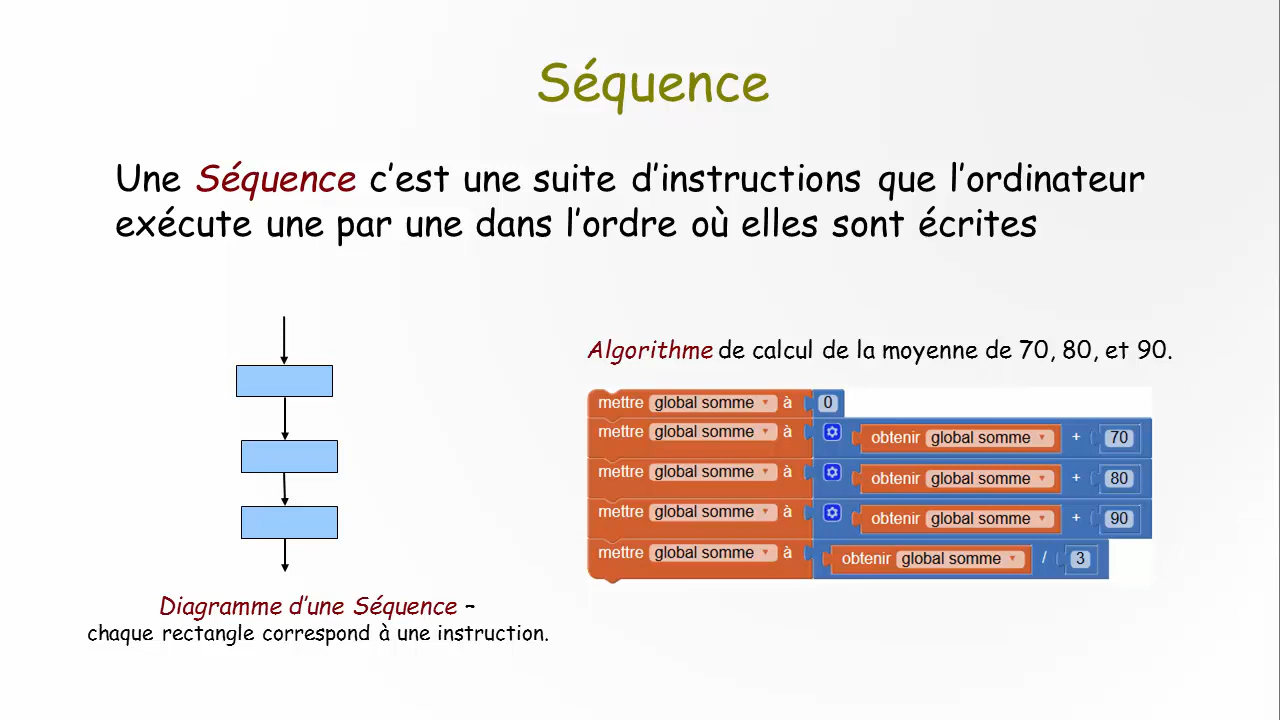 Séquence
Une Séquence c’est une suite d’instructions que l’ordinateur
exécute une par une dans l’ordre où elles sont écrites
Algorithme de calcul de la moyenne de 70, 80, et 90.
mettre global somme à 0
mettre global somme à obtenir global somme + 70
mettre global somme à obtenir global somme + 80
mettre global somme à obtenir global somme + 90
mettre global somme à obtenir global somme / 3
Diagramme d’une Séquence –
chaque rectangle correspond à une instruction.